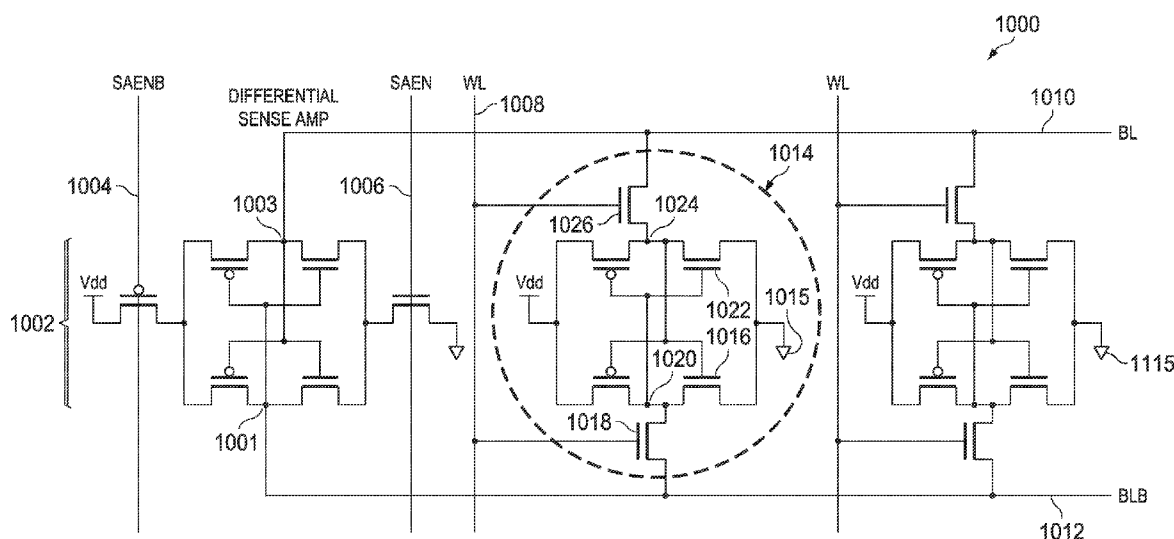 1000
SAENB
SAEN
WL
WL
1008
DIFFERENTIAL
SENSE AMP
1010
BL
1004
1006
1014
1003
1026
1024
Vdd
Vdd
Vdd
1002
1022
1015
1016
1020
1115
1001
1018
BLB
1012